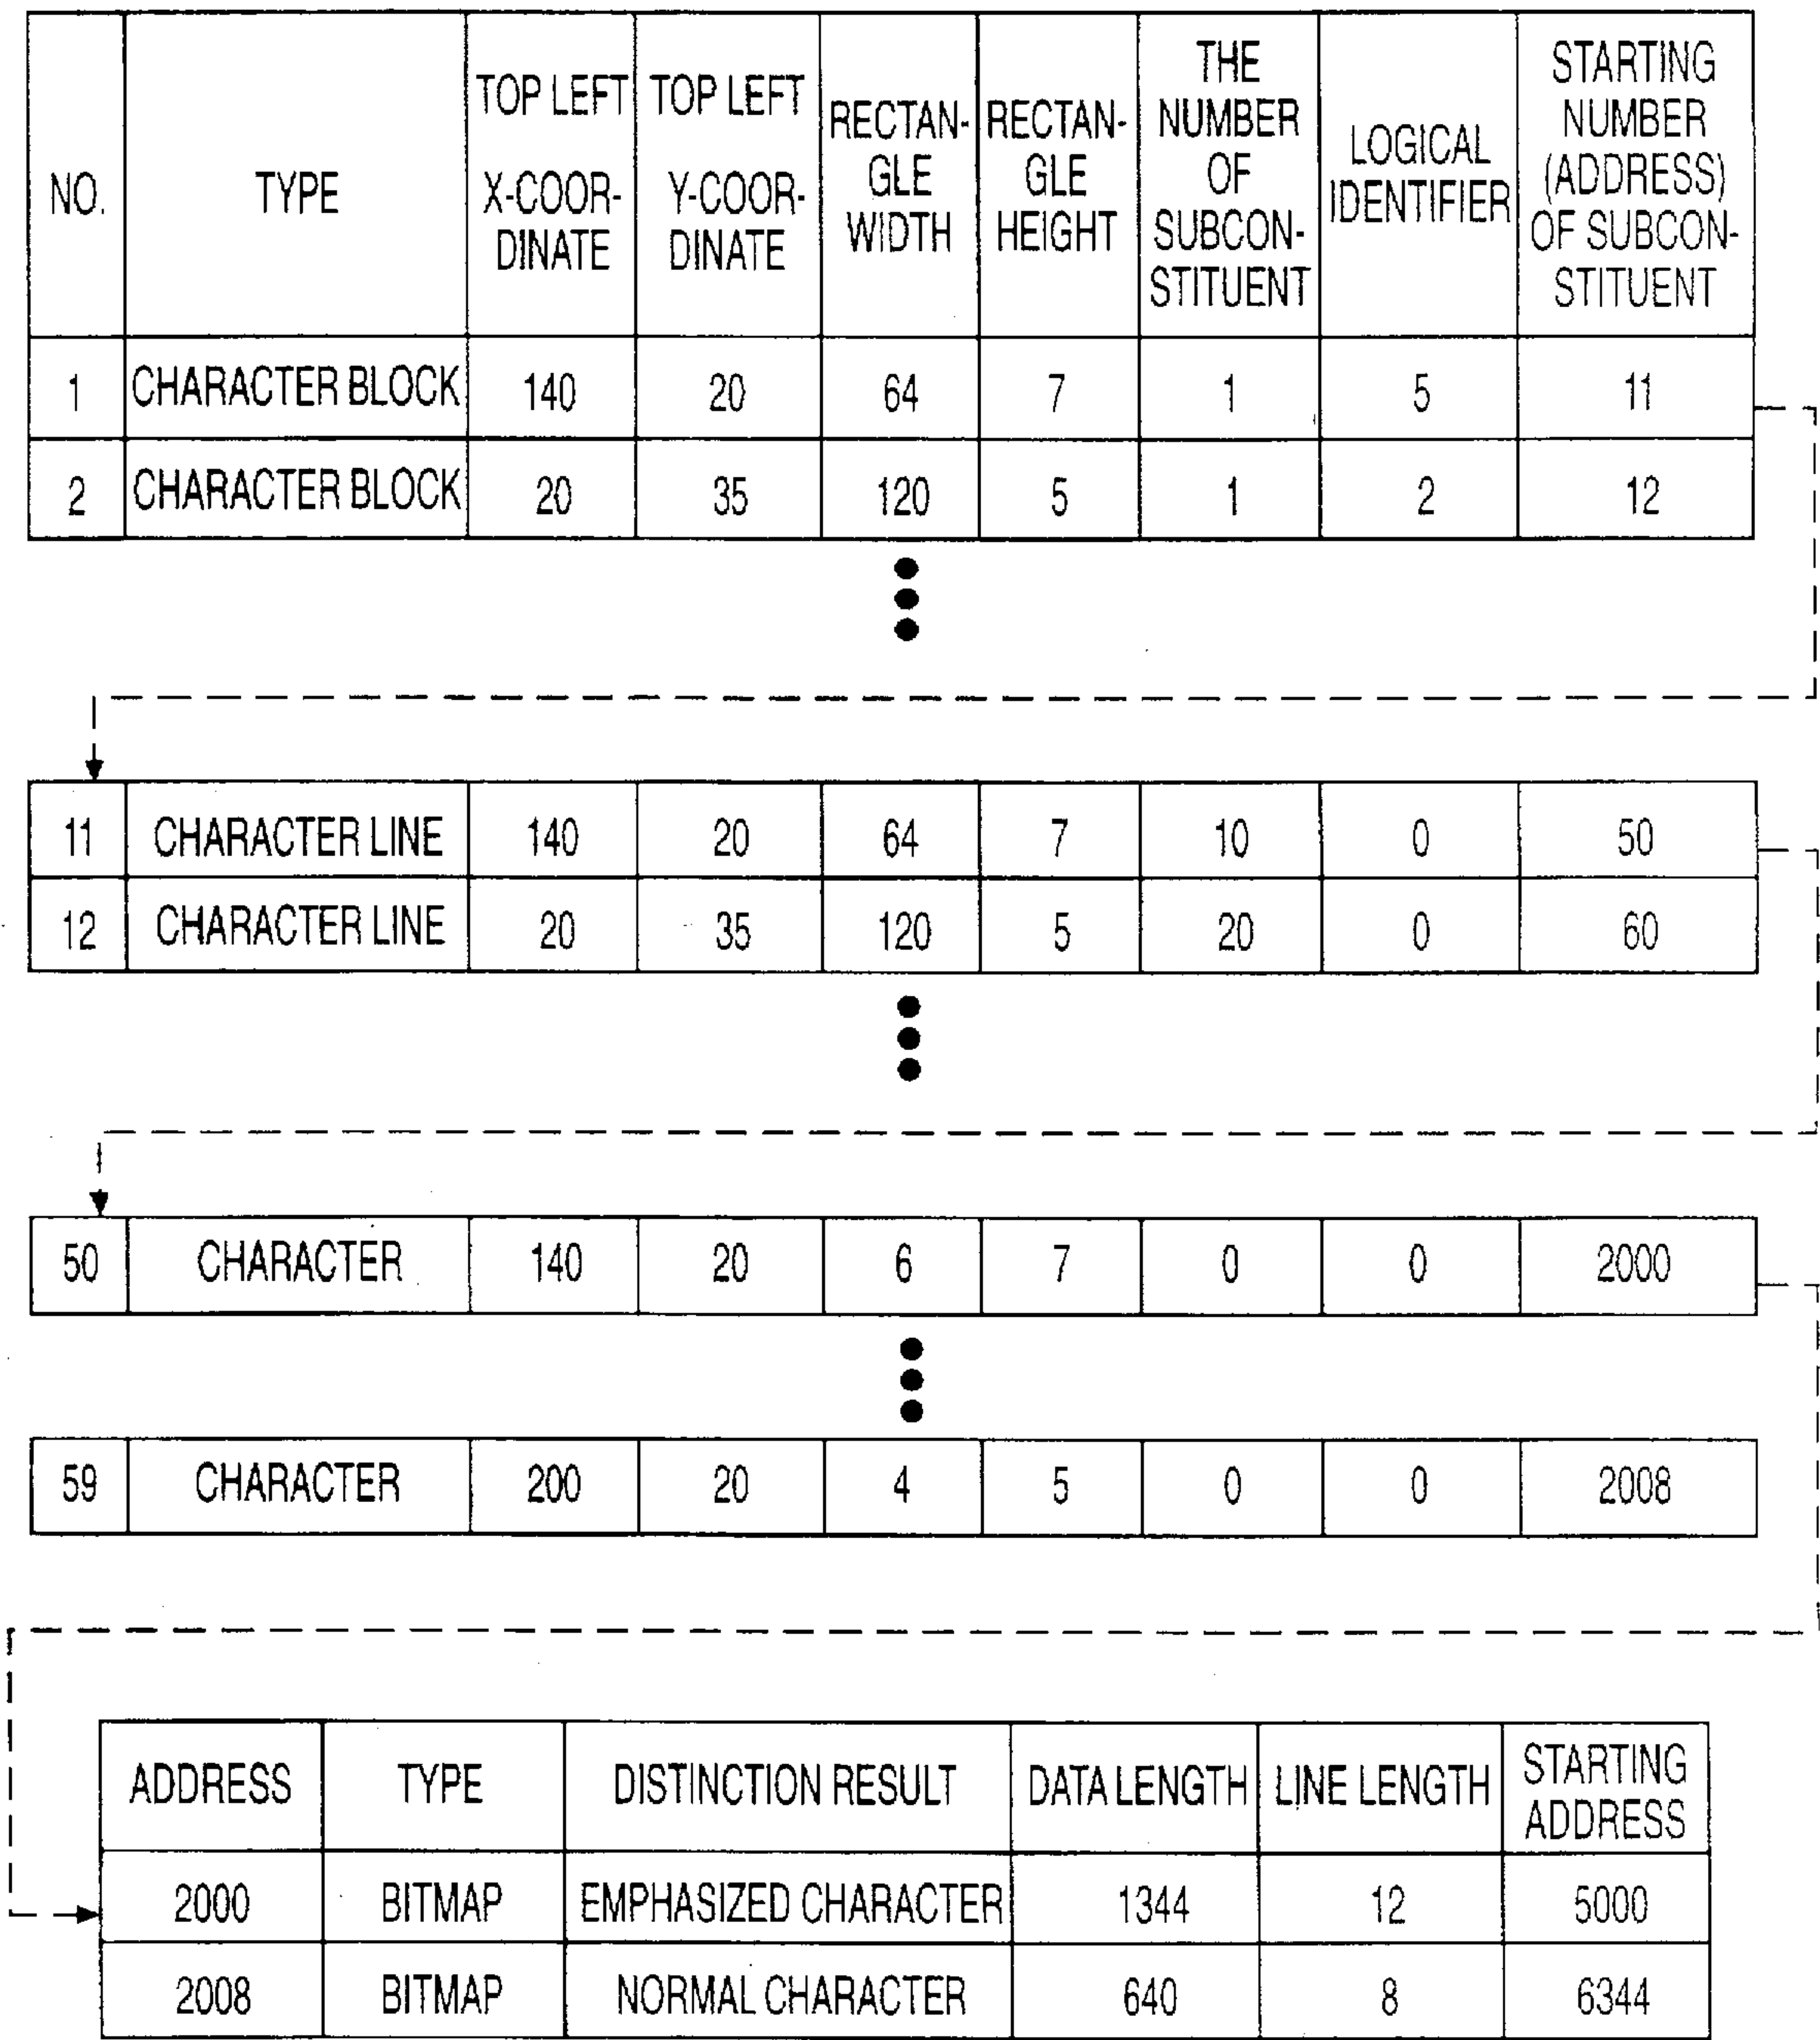 NO. TYPE TOP LEFT X-COOR-DINATE TOP LEFT Y-COOR-DINATE RECTAN-GLE WIDTH RECTAN-GLE HEIGHT THE NUMBER OF SUBCON-STITUENT LOGICAL IDENTIFIER STARTING NUMBER (ADDRESS) OF SUBCON-STITUENT
1 CHARACTER BLOCK 140 20 64 7 1 5 11
2 CHARACTER BLOCK 20 35 120 5 1 2 12
11 CHARACTER LINE 140 20 64 7 10 0 50
12 CHARACTER LINE 20 35 120 5 20 0 60
50 CHARACTER 140 20 6 7 0 0 2000
59 CHARACTER 200 20 4 5 0 0 2008
ADDRESS TYPE DISTINCTION RESULT DATA LENGTH LINE LENGTH STARTING ADDRESS
2000 BITMAP EMPHASIZED CHARACTER 1344 12 5000
2008 BITMAP NORMAL CHARACTER 640 8 6344